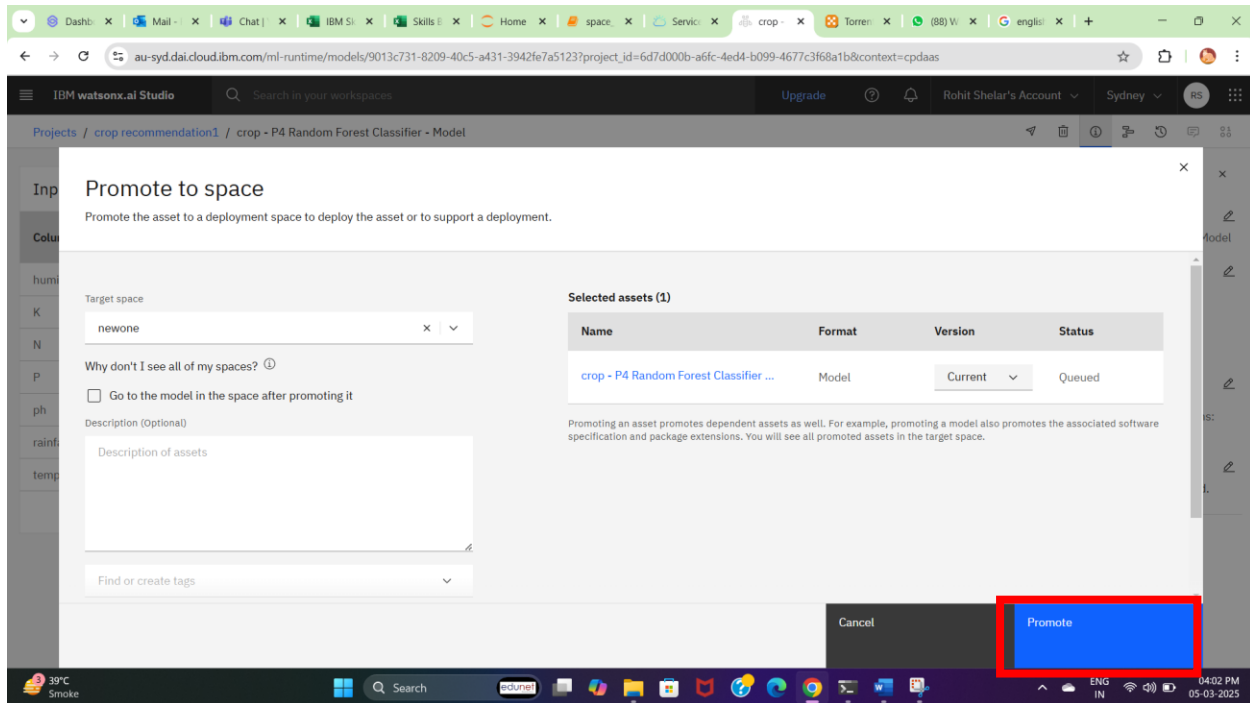 Dashb
Mail -
Chat |
IBM Sk
Skills E
Home
space_
Service
crop -
Torren
(88) W
english
au-syd.dai.cloud.ibm.com/ml-runtime/models/9013c731-8209-40c5-a431-3942fe7a5123?project_id=6d7d000b-a6fc-4ed4-b099-4677c3f68a1b&context=cpdaas
IBM watsonx.ai Studio
Search in your workspaces
Upgrade
Rohit Shelar's Account
Sydney
RS
Projects / crop recommendation1 / crop - P4 Random Forest Classifier - Model
Inp
Promote to space
Promote the asset to a deployment space to deploy the asset or to support a deployment.
Colu
Model
humi
K
N
P
ph
rainf
temp
Target space
newone
Why don't I see all of my spaces?
Go to the model in the space after promoting it
Description (Optional)
Description of assets
Find or create tags
Selected assets (1)
Name Format Version Status
crop - P4 Random Forest Classifier ... Model Current Queued
Promoting an asset promotes dependent assets as well. For example, promoting a model also promotes the associated software
specification and package extensions. You will see all promoted assets in the target space.
Cancel
Promote
3
39°C
Smoke
Search
edunet
ENG
IN
04:02 PM
05-03-2025